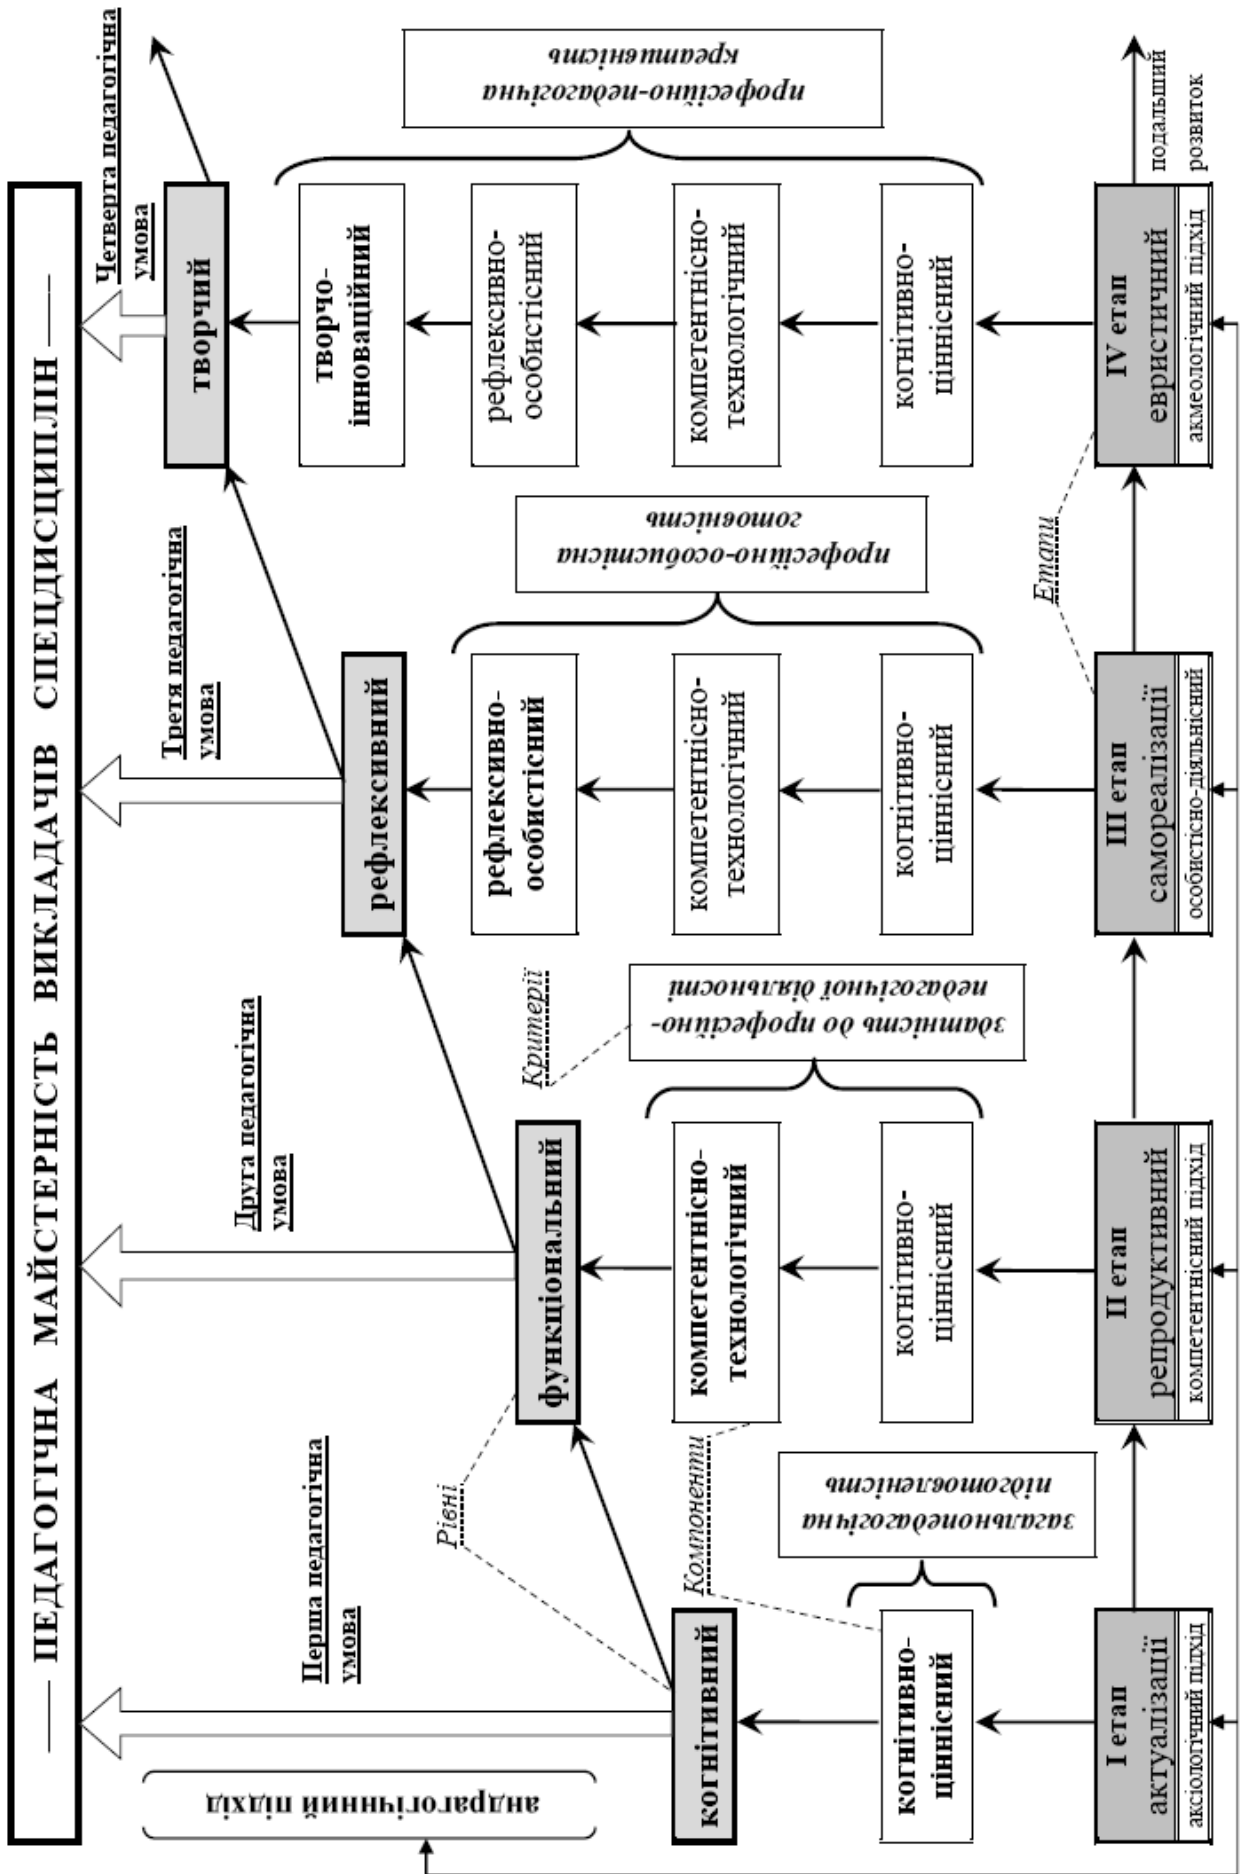 ПЕДАГОГІЧНА МАЙСТЕРНІСТЬ ВИКЛАДАЧІВ СПЕЦДИСЦИПЛІН
андрагогічнний підхід
Перша педагогічна
умова
Друга педагогічна
умова
Третя педагогічна
умова
Четверта педагогічна
умова
Рівні
когнітивний
функціональний
рефлексивний
творчий
Критерії
Компоненти
когнітивно-
ціннісний
загальнопедагогічна
підготовленість
компетентнісно-
технологічний
когнітивно-
ціннісний
здатність до професійно-
педагогічної діяльності
рефлексивно-
особистісний
компетентнісно-
технологічний
когнітивно-
ціннісний
професійно-особистісна
готовність
творчо-
інноваційний
рефлексивно-
особистісний
компетентнісно-
технологічний
когнітивно-
ціннісний
професійно-педагогічна
креативність
Етапи
І етап
актуалізації
аксіологічний підхід
ІІ етап
репродуктивний
компетентнісний підхід
ІІІ етап
самореалізації
особистісно-діяльнісний
IV етап
евристичний
акмеологічний підхід
подальший
розвиток